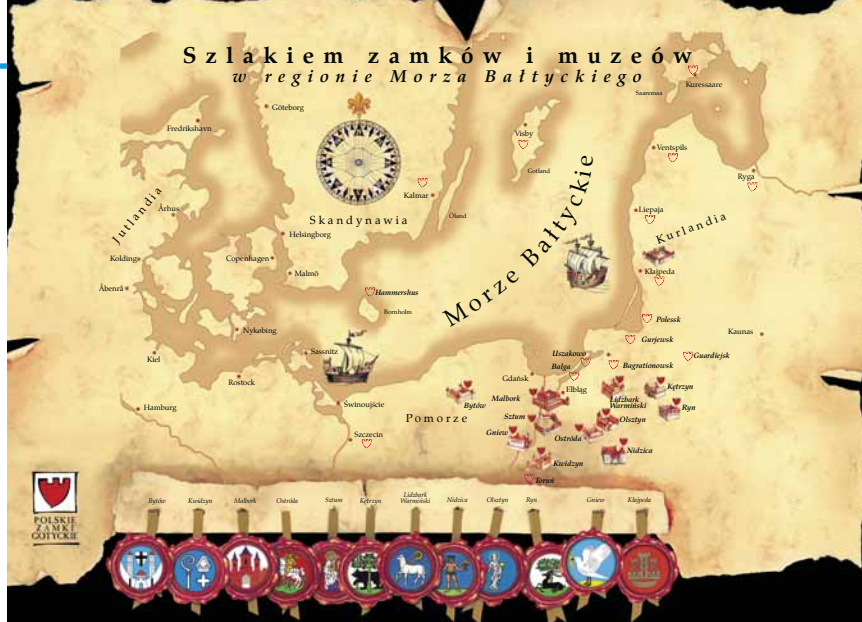 Szlakiem zamków i muzeów
w regionie Morza Bałtyckiego
Göteborg
Fredrikshavn
Jutlandia
Århus
Kolding
Åbenrå
Kiel
Hamburg
Copenhagen
Helsingborg
Malmö
Nykøbing
Rostock
Sassnitz
Swinoujście
Szczecin
Skandynawia
Kalmar
Öland
Hammershus
Bornholm
Visby
Gotland
Morze Bałtyckie
Saaremaa
Kuressaare
Ventspils
Ryga
Liepaja
Kurlandia
Kłajpeda
Polessk
Gurjewsk
Kaunas
Guardiejsk
Bagrationowsk
Uszakowo
Bałga
Gdańsk
Elbląg
Pomorze
Bytów
Malbork
Sztum
Gniew
Kwidzyn
Toruń
Ostróda
Lidzbark
Warmiński
Olsztyn
Nidzica
Kętrzyn
Ryn
POLSKIE
ZAMKI
GOTYCKIE
Bytów
Kwidzyn
Malbork
Ostróda
Sztum
Kętrzyn
Lidzbark
Warmiński
Nidzica
Olsztyn
Ryn
Gniew
Kłajpeda